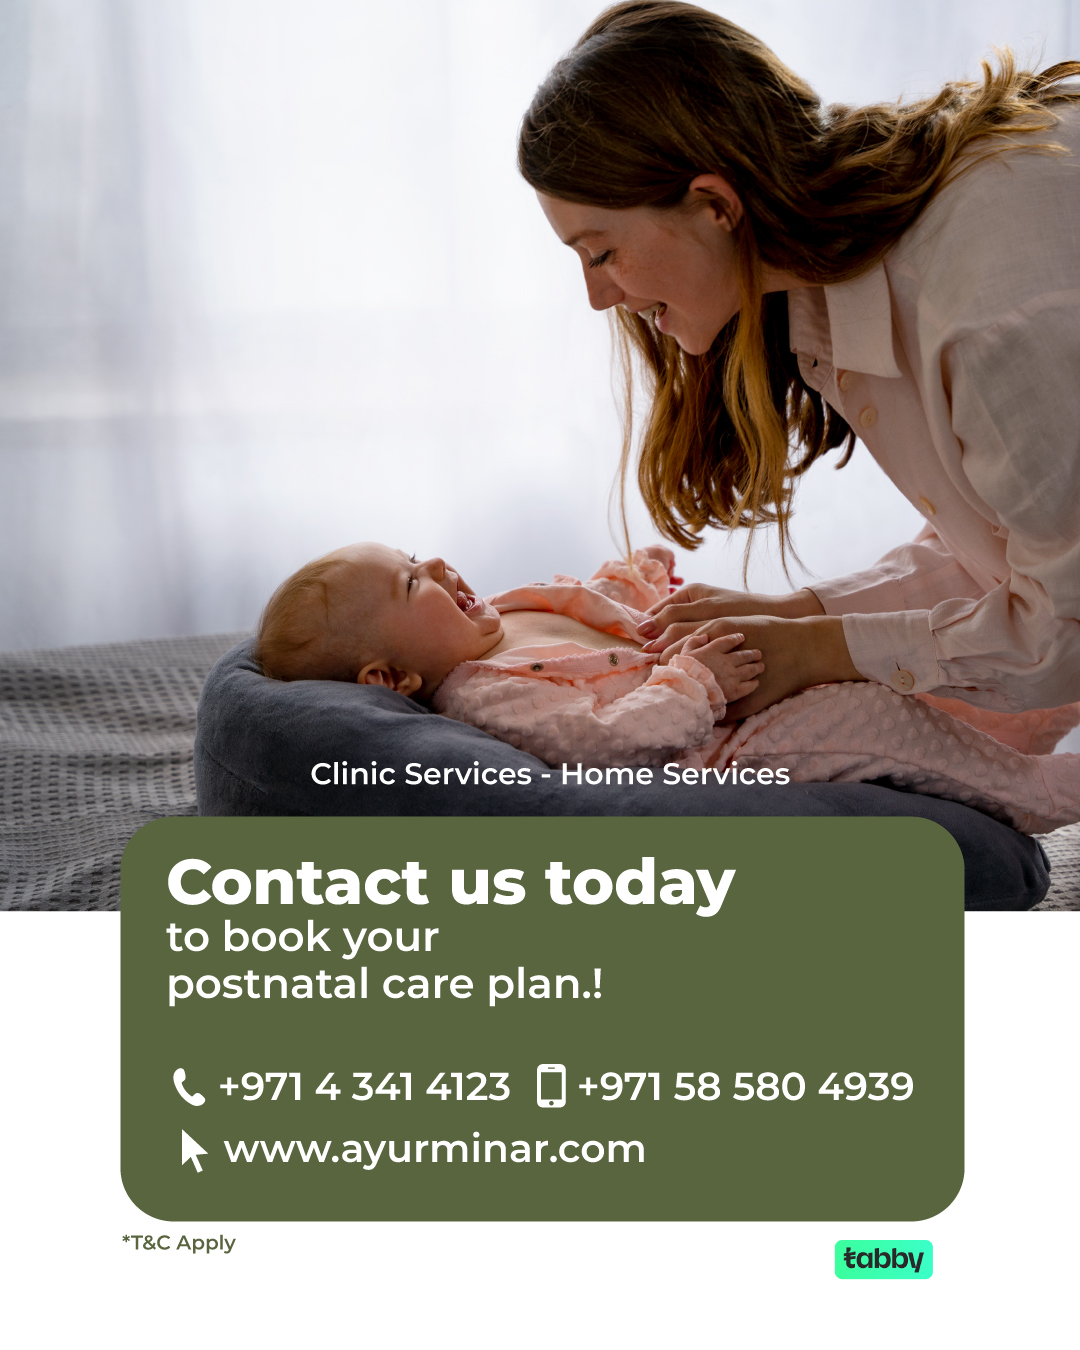 Clinic Services - Home Services
Contact us today
to book your
postnatal care plan.!
+971 4 341 4123 +971 58 580 4939
www.ayurminar.com
*T&C Apply
tabby